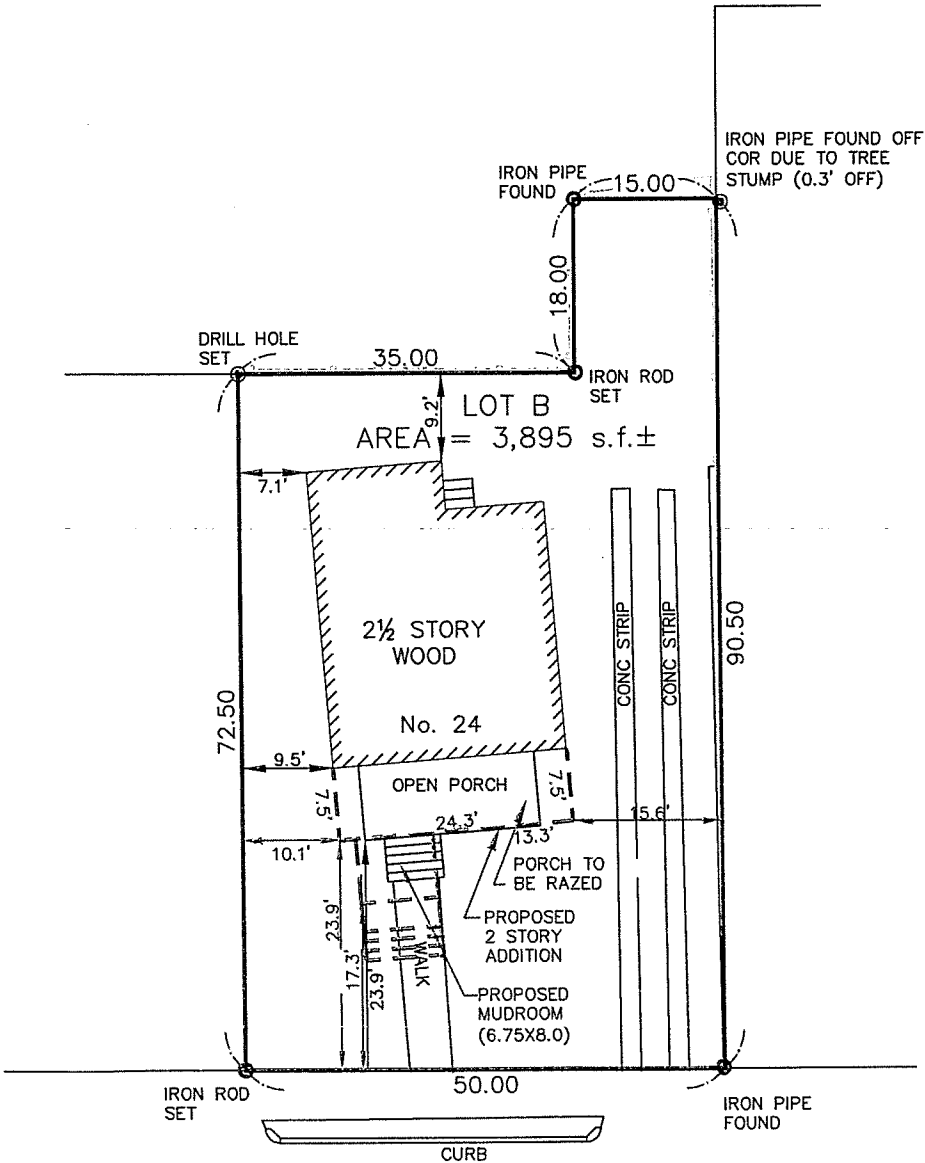 IRON PIPE FOUND OFF
COR DUE TO TREE
STUMP (0.3' OFF)
IRON PIPE
FOUND
15.00
18.00
DRILL HOLE
SET
35.00
IRON ROD
SET
9.2'
LOT B
AREA = 3,895 s.f.±
7.1'
2½ STORY
WOOD
No. 24
CONC STRIP
CONC STRIP
90.50
72.50
9.5'
OPEN PORCH
7.5'
7.5'
24.3'
13.3'
15.6'
10.1'
PORCH TO
BE RAZED
23.9'
17.3'
23.9'
WALK
PROPOSED
2 STORY
ADDITION
PROPOSED
MUDROOM
(6.75X8.0)
50.00
IRON ROD
SET
IRON PIPE
FOUND
CURB